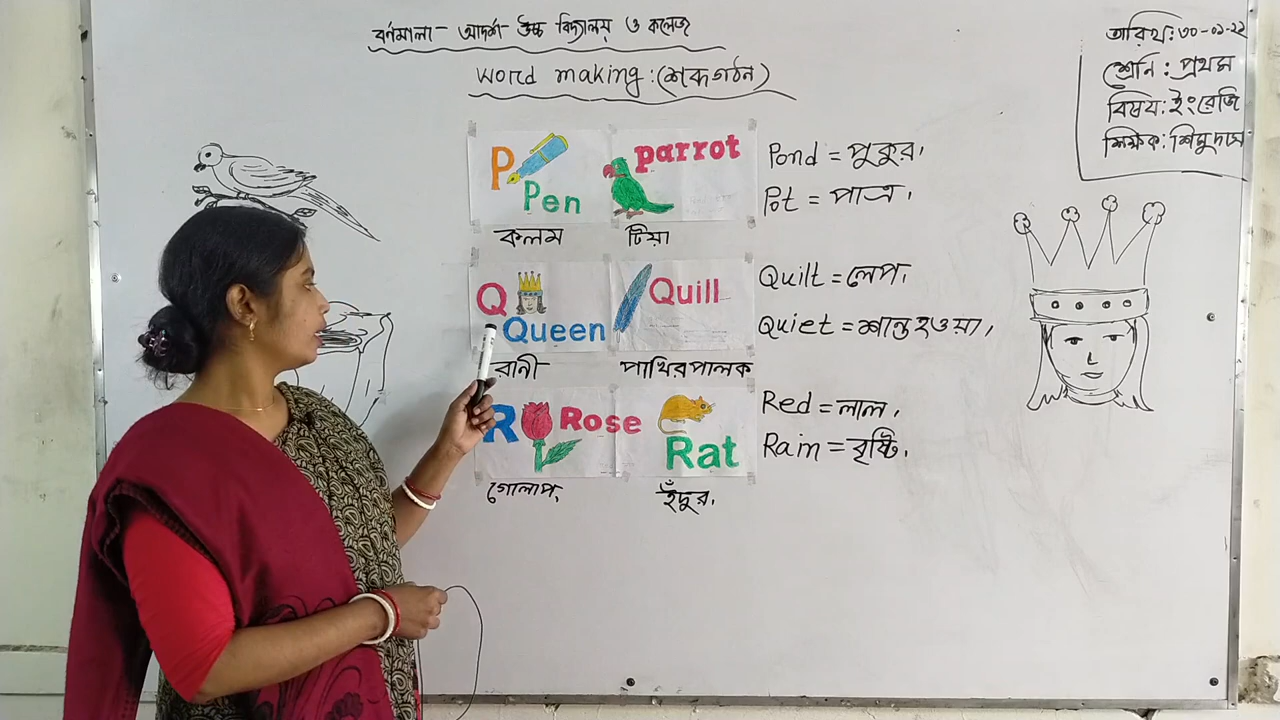 বর্ণমালা আদর্শ উচ্চ বিদ্যালয় ও কলেজ
Word making: (শব্দ গঠন)
তারিখ: ৩০-০১-২২
শ্রেনি: প্রথম
বিষয়: ইংরেজি
শিক্ষক: শিমু দাস
P Pen parrot
কলম টিয়া
Pond = পুকুর।
Pot = পাত্র।
Q Queen Quill
রানী পাখির পালক
Quilt = লেপ।
Quiet = শান্ত হওয়া।
R Rose Rat
গোলাপ, ইঁদুর।
Red = লাল।
Rain = বৃষ্টি।